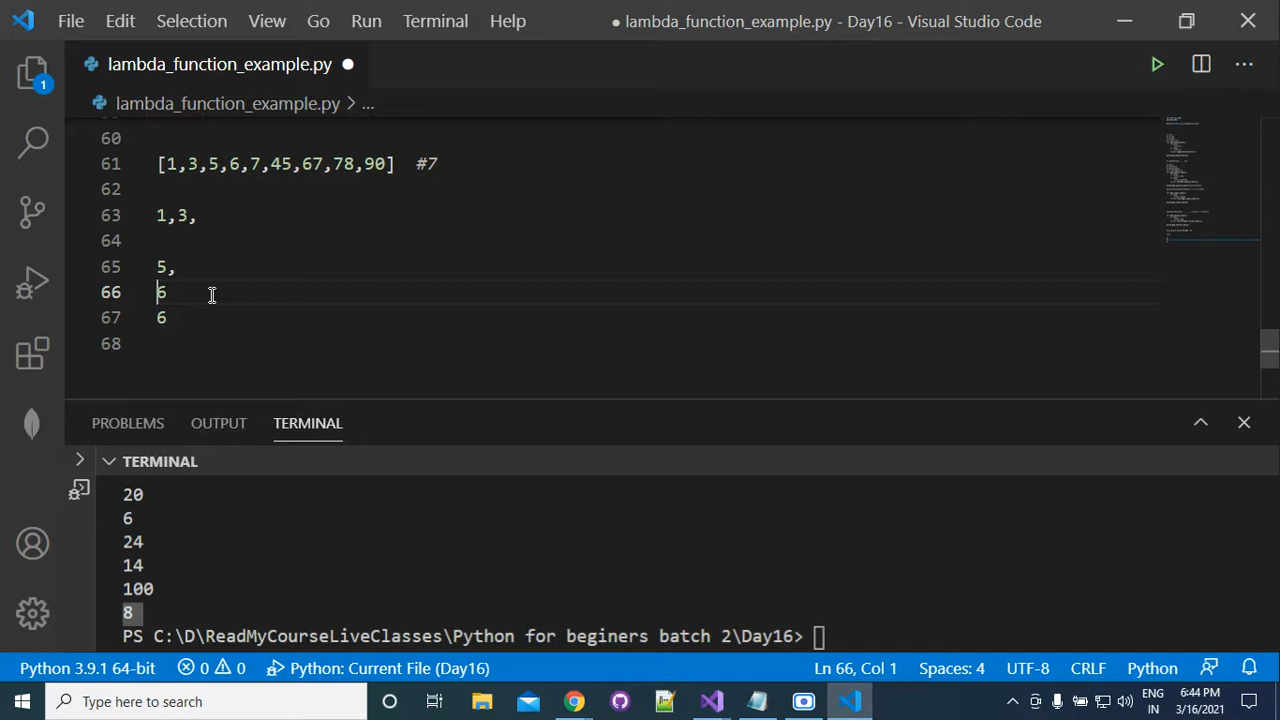 File Edit Selection View Go Run Terminal Help ● lambda_function_example.py - Day16 - Visual Studio Code
lambda_function_example.py ●
lambda_function_example.py > ...
60
61 [1,3,5,6,7,45,67,78,90] #7
62
63 1,3,
64
65 5,
66 6
67 6
68
1
PROBLEMS OUTPUT TERMINAL
TERMINAL
20
6
24
14
100
8
PS C:\D\ReadMyCourseLiveClasses\Python for beginers batch 2\Day16>
Python 3.9.1 64-bit 0 0 Python: Current File (Day16) Ln 66, Col 1 Spaces: 4 UTF-8 CRLF Python
Type here to search
ENG
IN
6:44 PM
3/16/2021